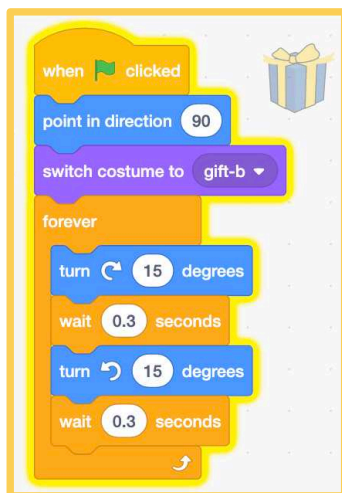 when clicked
point in direction 90
switch costume to gift-b
forever
turn 15 degrees
wait 0.3 seconds
turn 15 degrees
wait 0.3 seconds